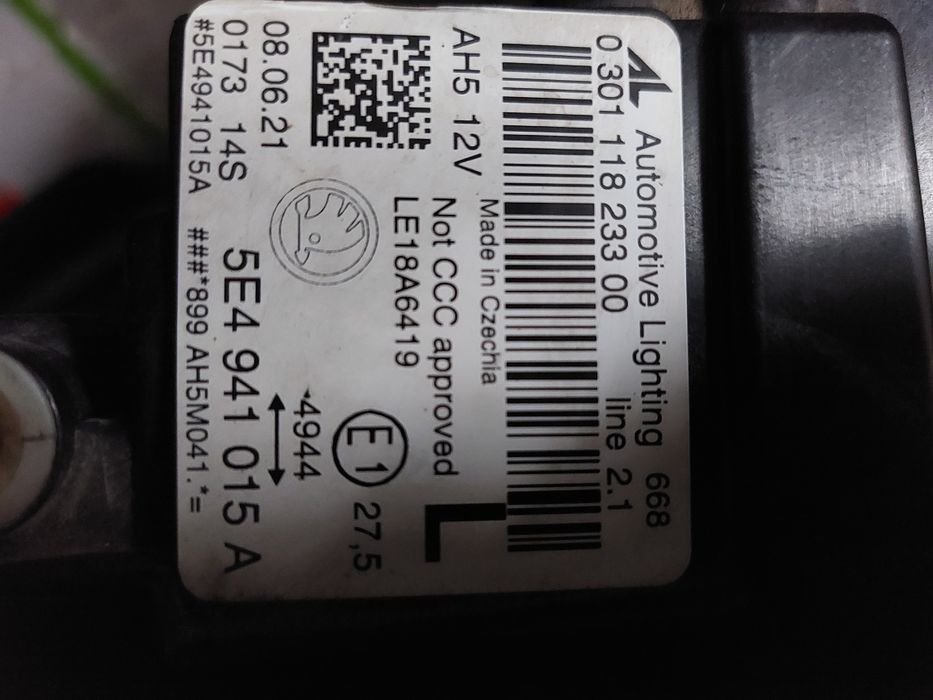 Automotive Lighting 668
0 301 118 233 00 line 2.1
Made in Czechia
AH5 12V
Not CCC approved
L
LE18A6419
E1 27,5
4944
08.06.21
0173 14S
5E4 941 015 A
#5E4941015A ###*899 AH5M041.*=